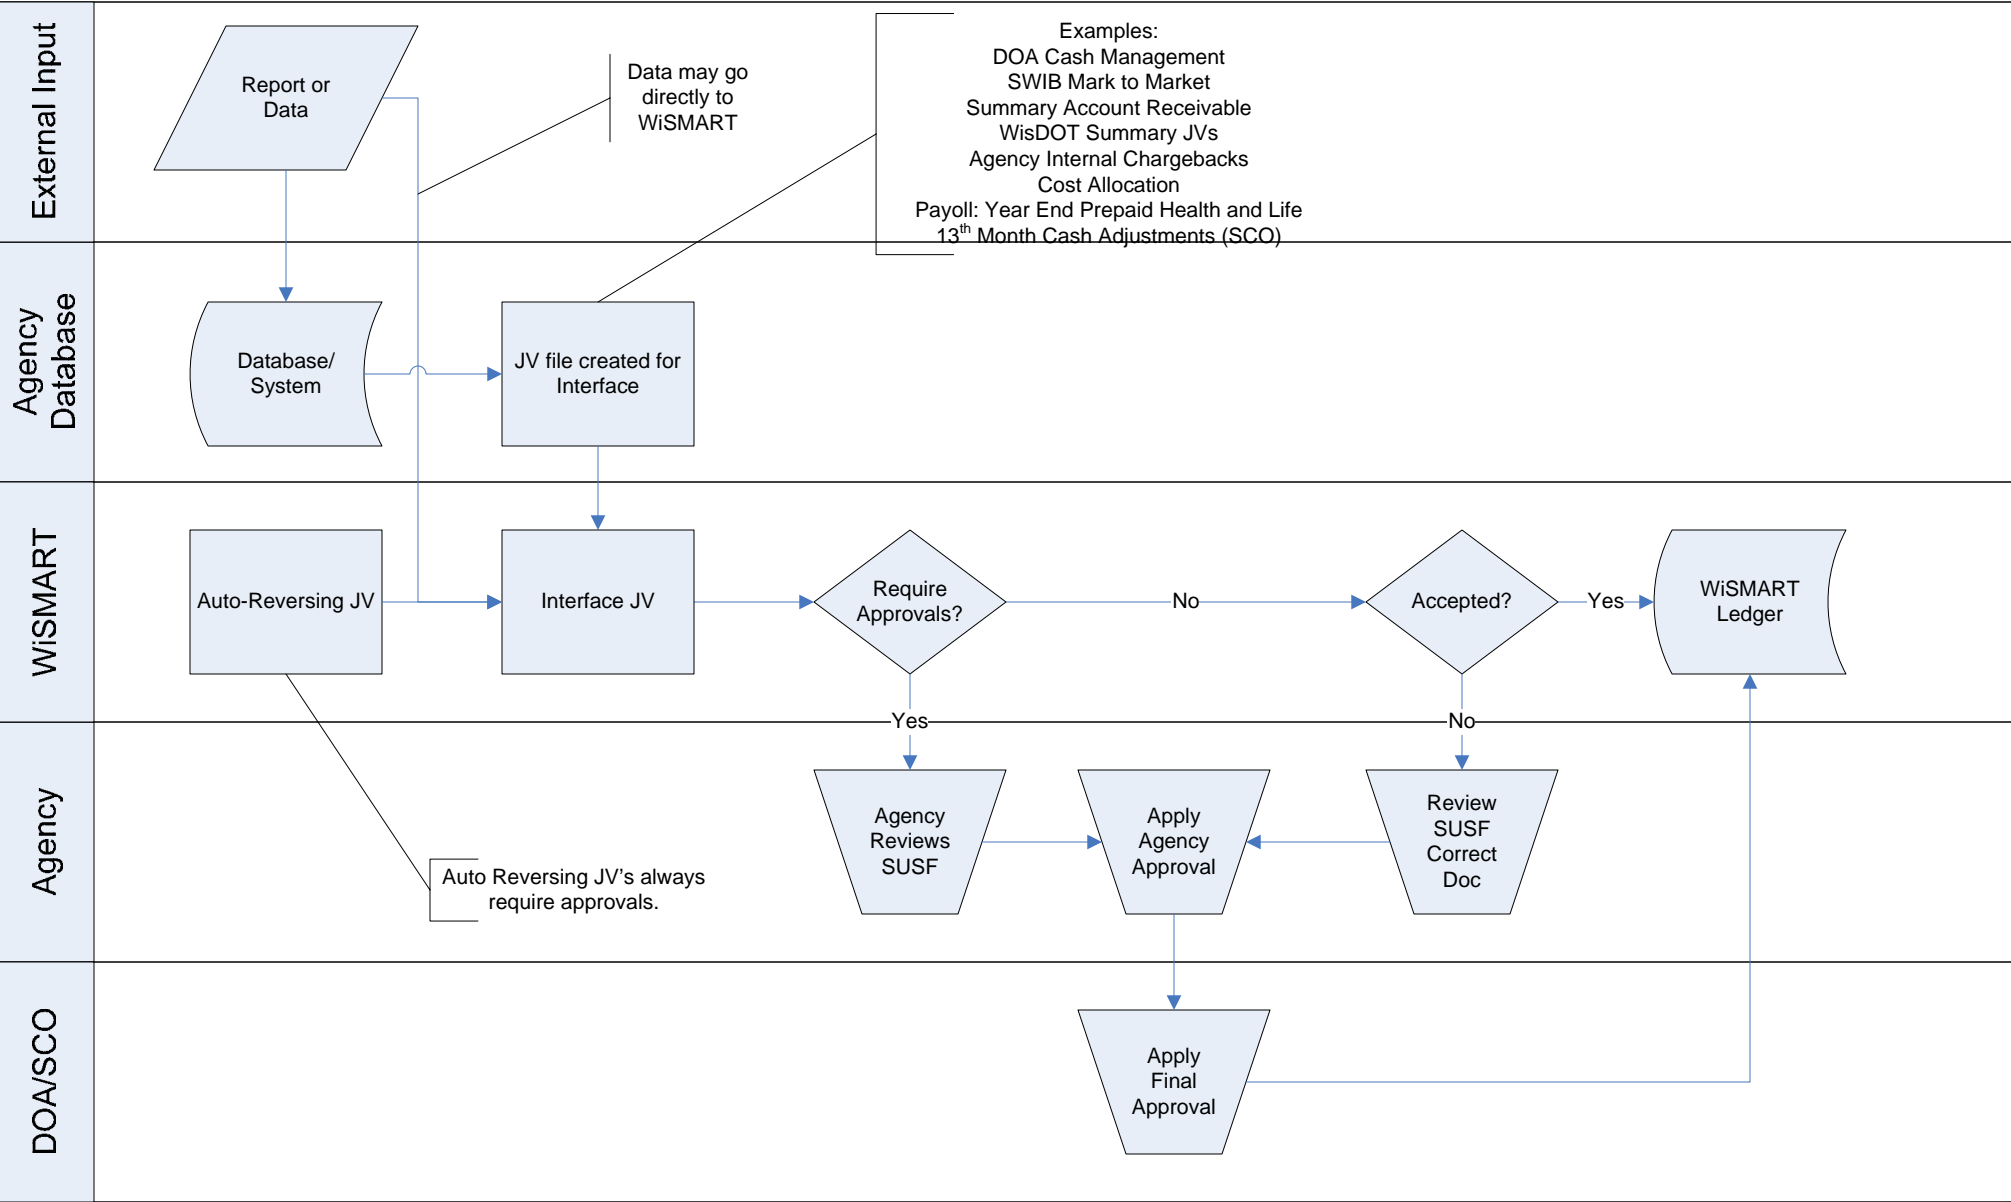 External Input
Report or
Data
Data may go
directly to
WiSMART
Examples:
DOA Cash Management
SWIB Mark to Market
Summary Account Receivable
WisDOT Summary JVs
Agency Internal Chargebacks
Cost Allocation
Payoll: Year End Prepaid Health and Life
13th Month Cash Adjustments (SCO)
Agency
Database
Database/
System
JV file created for
Interface
WiSMART
Auto-Reversing JV
Interface JV
Require
Approvals?
No
Accepted?
Yes
WiSMART
Ledger
Yes
No
Agency
Auto Reversing JV’s always
require approvals.
Agency
Reviews
SUSF
Apply
Agency
Approval
Review
SUSF
Correct
Doc
DOA/SCO
Apply
Final
Approval